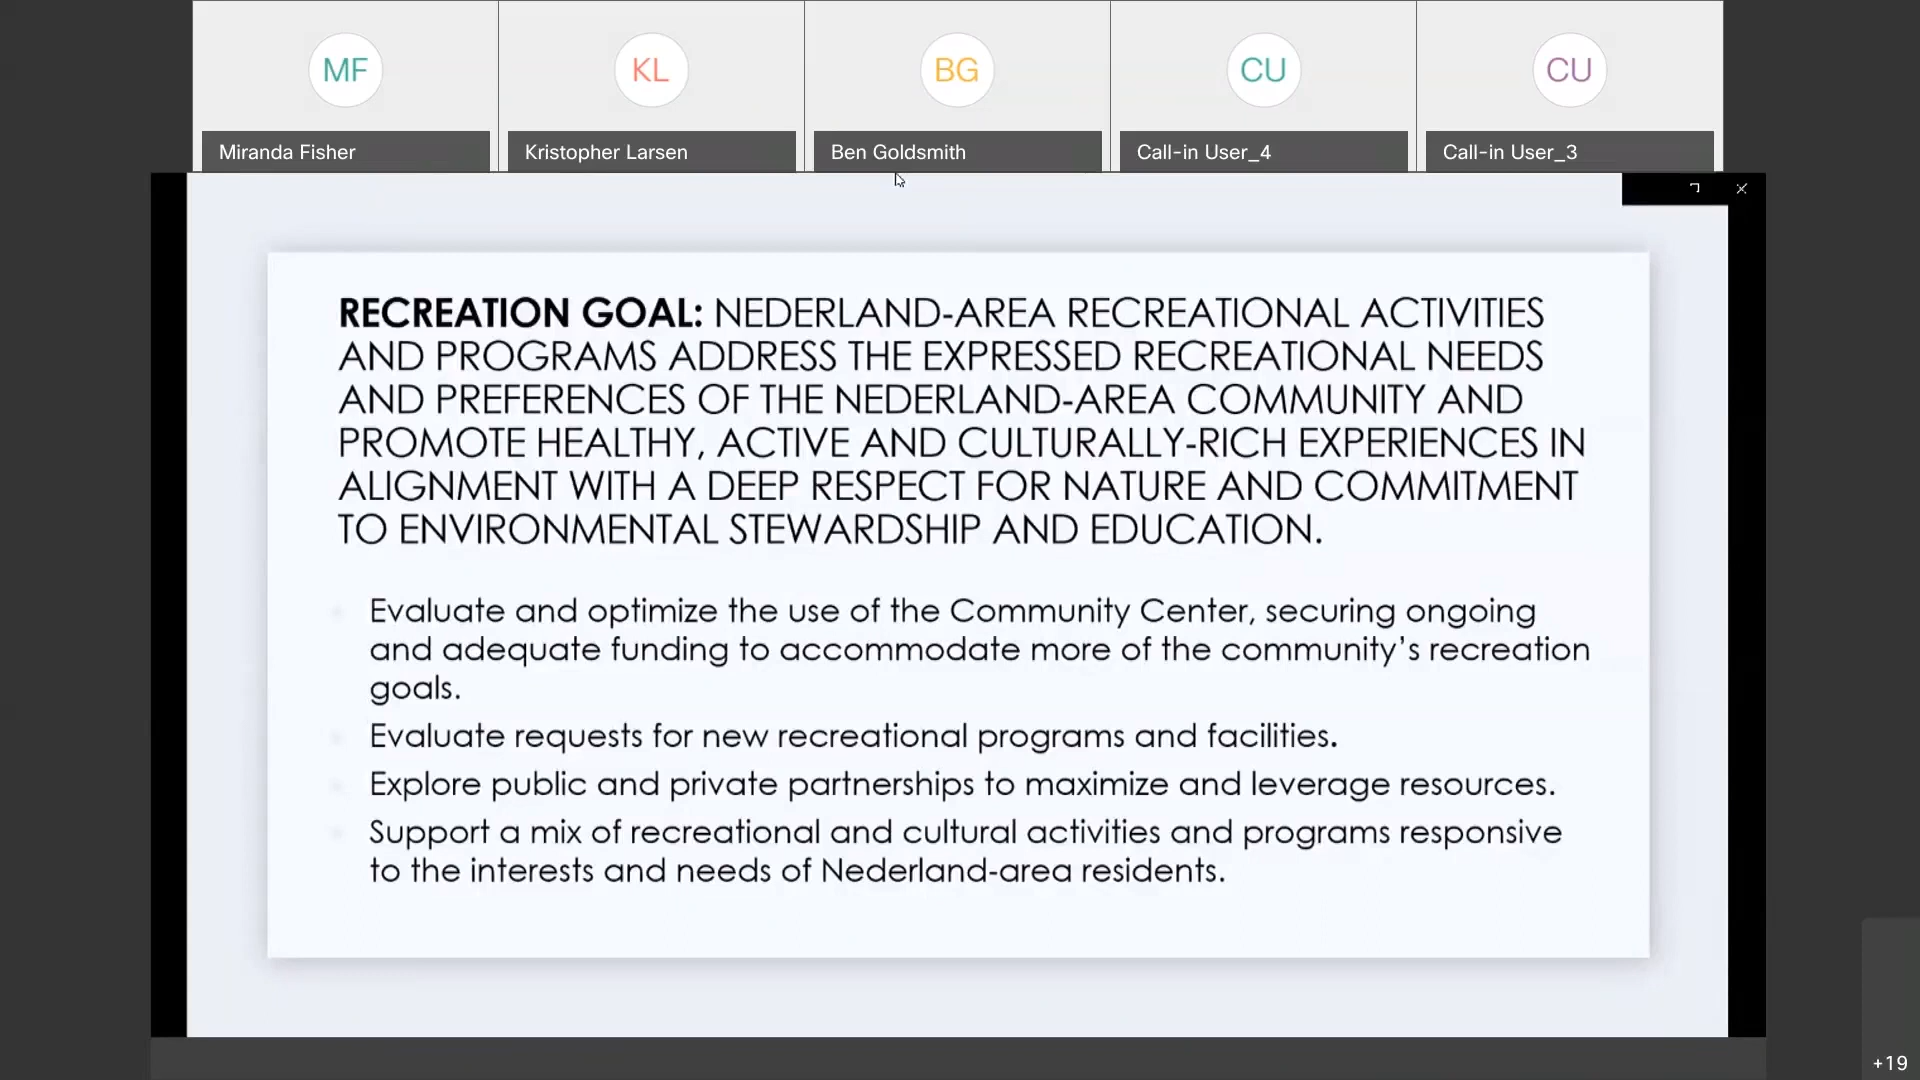 MF
KL
BG
CU
CU
Miranda Fisher
Kristopher Larsen
Ben Goldsmith
Call-in User_4
Call-in User_3
RECREATION GOAL: NEDERLAND-AREA RECREATIONAL ACTIVITIES
AND PROGRAMS ADDRESS THE EXPRESSED RECREATIONAL NEEDS
AND PREFERENCES OF THE NEDERLAND-AREA COMMUNITY AND
PROMOTE HEALTHY, ACTIVE AND CULTURALLY-RICH EXPERIENCES IN
ALIGNMENT WITH A DEEP RESPECT FOR NATURE AND COMMITMENT
TO ENVIRONMENTAL STEWARDSHIP AND EDUCATION.
Evaluate and optimize the use of the Community Center, securing ongoing
and adequate funding to accommodate more of the community’s recreation
goals.
Evaluate requests for new recreational programs and facilities.
Explore public and private partnerships to maximize and leverage resources.
Support a mix of recreational and cultural activities and programs responsive
to the interests and needs of Nederland-area residents.
+19